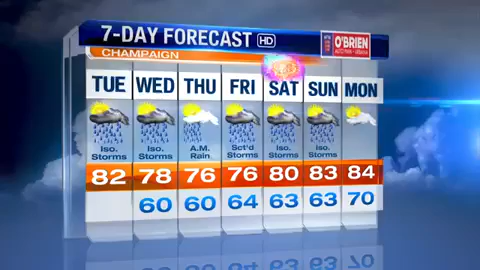 7-DAY FORECAST HD
O'BRIEN
CHAMPAIGN
TUE WED THU FRI SAT SUN MON
Iso. Storms
Iso. Storms
A.M. Rain
Sct'd Storms
Iso. Storms
Iso. Storms
82 78 76 76 80 83 84
60 60 64 63 63 70